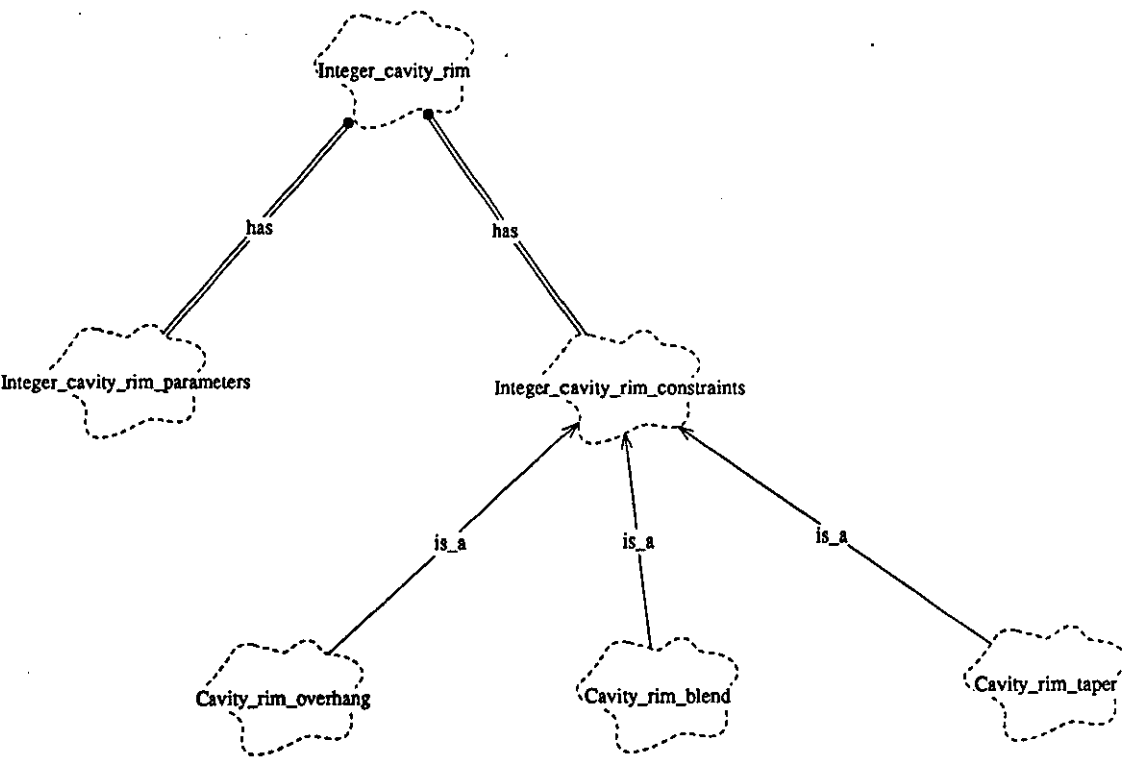 Integer_cavity_rim
has
has
Integer_cavity_rim_parameters
Integer_cavity_rim_constraints
is_a
is_a
is_a
Cavity_rim_overhang
Cavity_rim_blend
Cavity_rim_taper